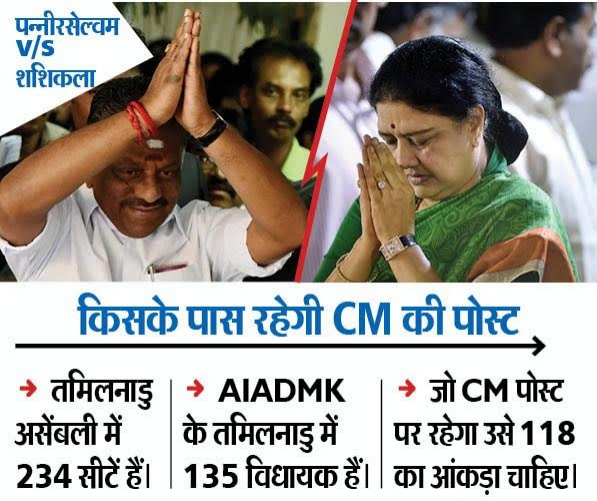 पन्नीरसेल्वम
v/s
शशिकला
किसके पास रहेगी CM की पोस्ट
→ तमिलनाडु
असेंबली में
234 सीटें हैं।
→ AIADMK
के तमिलनाडु में
135 विधायक हैं।
→ जो CM पोस्ट
पर रहेगा उसे 118
का आंकड़ा चाहिए।